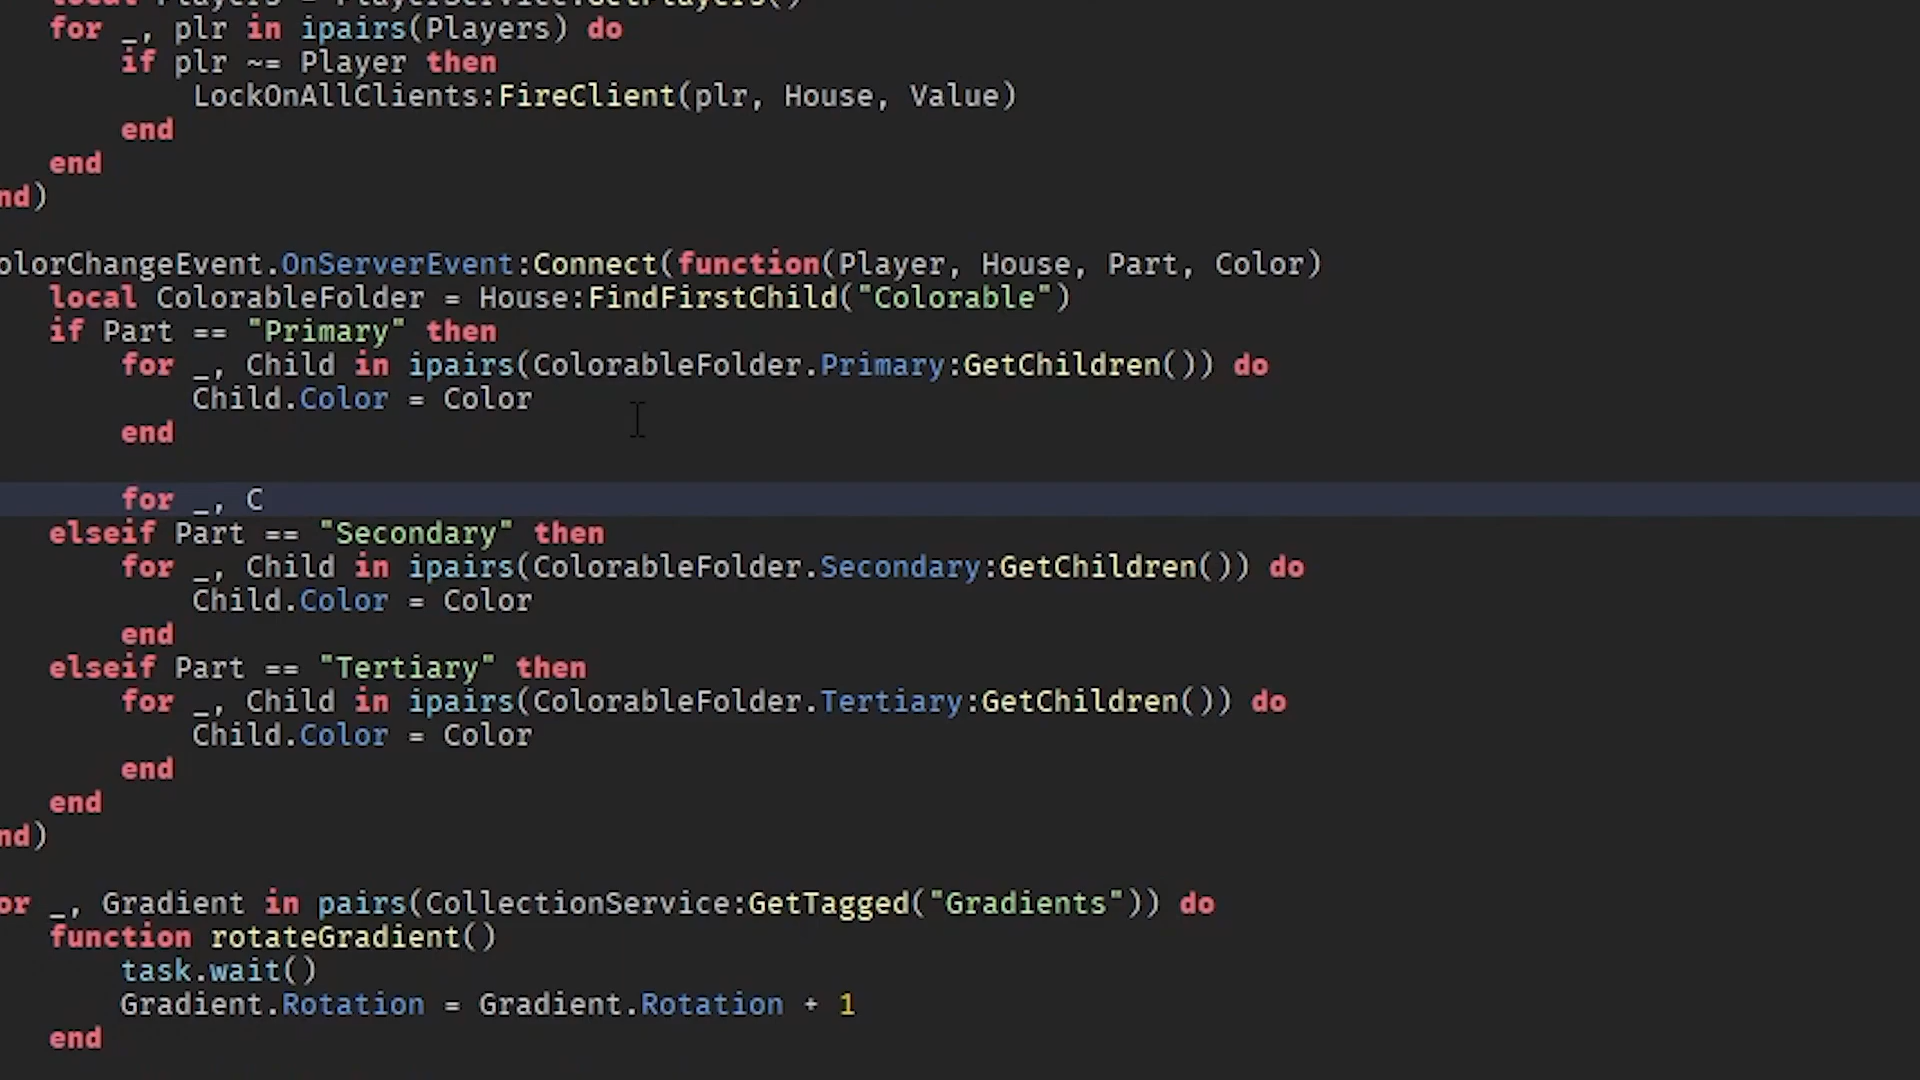 local Players = PlayerService:GetPlayers()
for _, plr in ipairs(Players) do
if plr ~= Player then
LockOnAllClients:FireClient(plr, House, Value)
end
end
nd)
olorChangeEvent.OnServerEvent:Connect(function(Player, House, Part, Color)
local ColorableFolder = House:FindFirstChild("Colorable")
if Part == "Primary" then
for _, Child in ipairs(ColorableFolder.Primary:GetChildren()) do
Child.Color = Color
end
for _, C
elseif Part == "Secondary" then
for _, Child in ipairs(ColorableFolder.Secondary:GetChildren()) do
Child.Color = Color
end
elseif Part == "Tertiary" then
for _, Child in ipairs(ColorableFolder.Tertiary:GetChildren()) do
Child.Color = Color
end
end
nd)
or _, Gradient in pairs(CollectionService:GetTagged("Gradients")) do
function rotateGradient()
task.wait()
Gradient.Rotation = Gradient.Rotation + 1
end